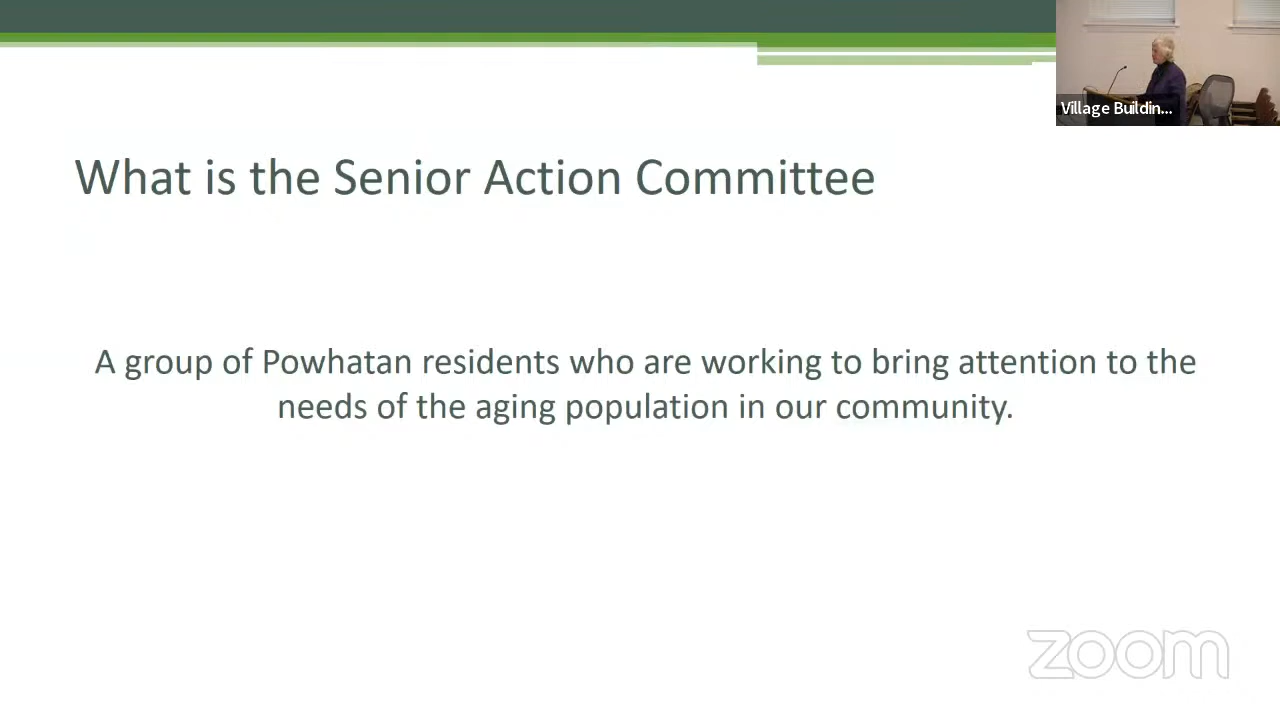 Village Buildin...
What is the Senior Action Committee
A group of Powhatan residents who are working to bring attention to the
needs of the aging population in our community.
zoom